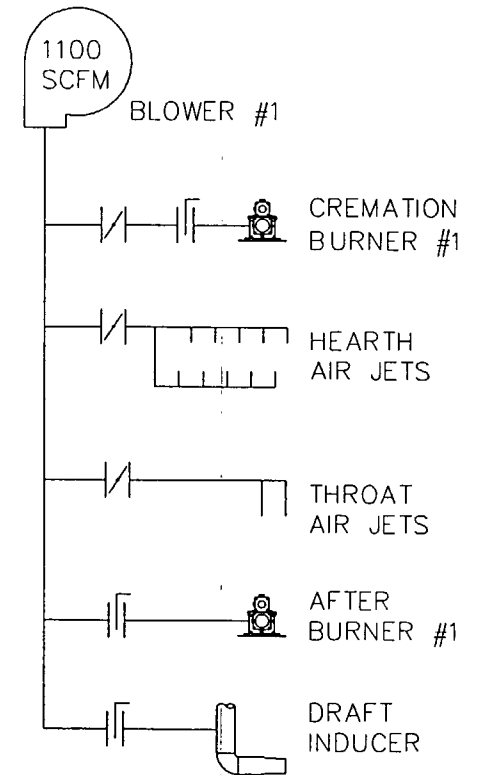 1100
SCFM
BLOWER #1
CREMATION
BURNER #1
HEARTH
AIR JETS
THROAT
AIR JETS
AFTER
BURNER #1
DRAFT
INDUCER